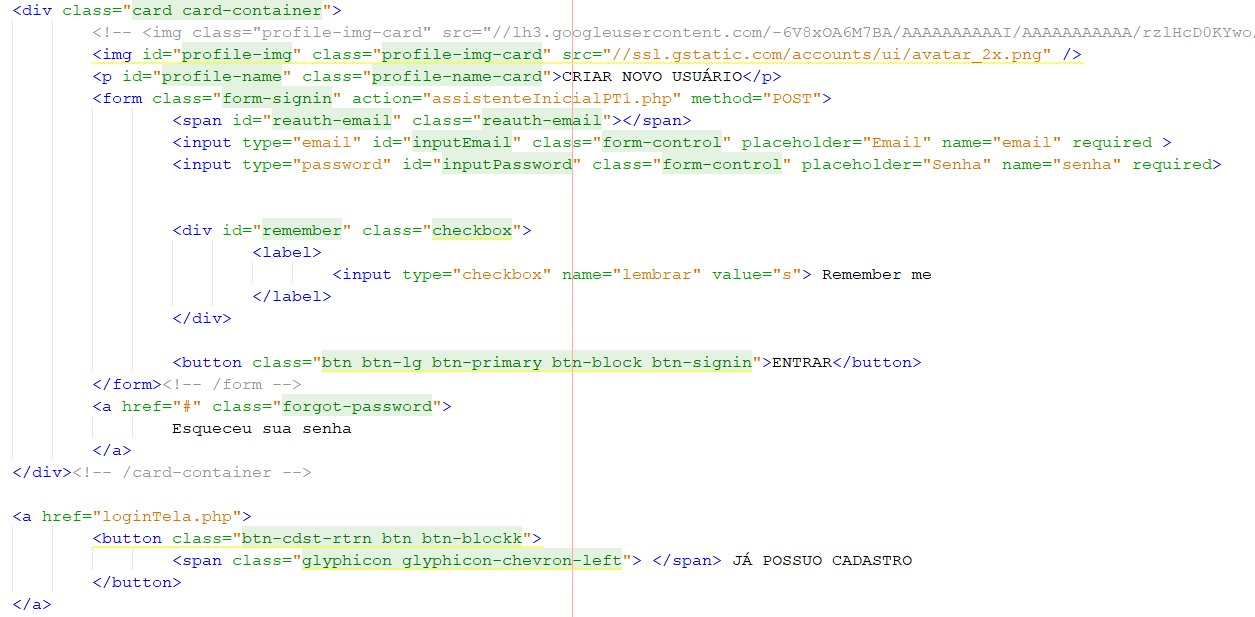 <div class="card card-container">
<!-- <img class="profile-img-card" src="//lh3.googleusercontent.com/-6V8xOA6M7BA/AAAAAAAAAAI/AAAAAAAAAAA/rzlHcD0KYwo/
<img id="profile-img" class="profile-img-card" src="//ssl.gstatic.com/accounts/ui/avatar_2x.png" />
<p id="profile-name" class="profile-name-card">CRIAR NOVO USUÁRIO</p>
<form class="form-signin" action="assistenteInicialPT1.php" method="POST">
<span id="reauth-email" class="reauth-email"></span>
<input type="email" id="inputEmail" class="form-control" placeholder="Email" name="email" required >
<input type="password" id="inputPassword" class="form-control" placeholder="Senha" name="senha" required>
<div id="remember" class="checkbox">
<label>
<input type="checkbox" name="lembrar" value="s"> Remember me
</label>
</div>
<button class="btn btn-lg btn-primary btn-block btn-signin">ENTRAR</button>
</form><!-- /form -->
<a href="#" class="forgot-password">
Esqueceu sua senha
</a>
</div><!-- /card-container -->
<a href="loginTela.php">
<button class="btn-cdst-rtrn btn btn-blockk">
<span class="glyphicon glyphicon-chevron-left"> </span> JÁ POSSUO CADASTRO
</button>
</a>